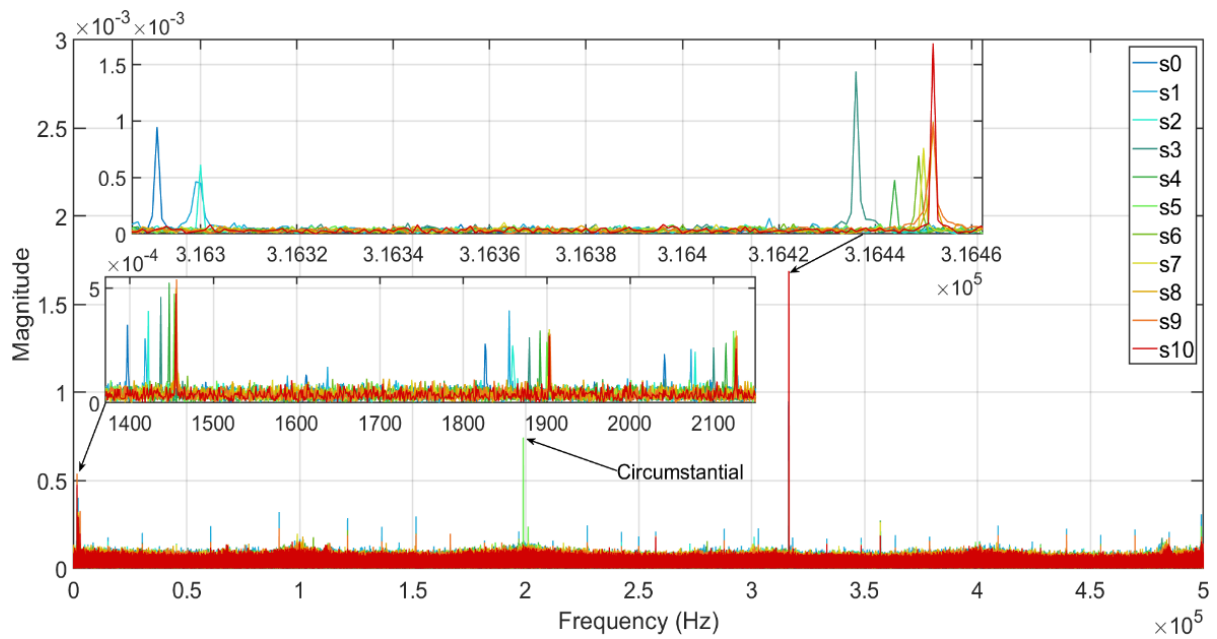 ×10⁻³ ×10⁻³
3
2.5
2
1.5
1
0.5
0
Magnitude
1.5
1
0.5
0
3.163 3.1632 3.1634 3.1636 3.1638 3.164 3.1642 3.1644 3.1646
×10⁵
×10⁻⁴
5
0
1400 1500 1600 1700 1800 1900 2000 2100
Circumstantial
s0
s1
s2
s3
s4
s5
s6
s7
s8
s9
s10
0 0.5 1 1.5 2 2.5 3 3.5 4 4.5 5
Frequency (Hz)
×10⁵